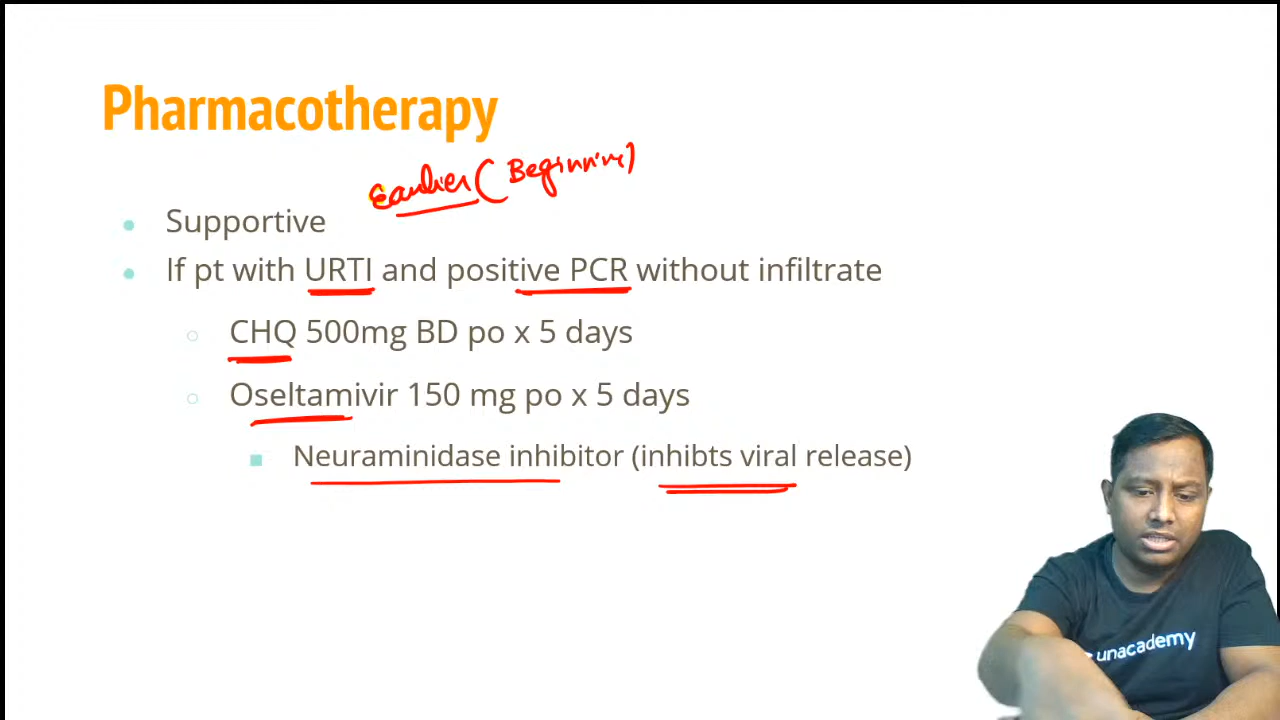 Pharmacotherapy
Earlier (Beginning)
Supportive
If pt with URTI and positive PCR without infiltrate
CHQ 500mg BD po x 5 days
Oseltamivir 150 mg po x 5 days
Neuraminidase inhibitor (inhibts viral release)
unacademy